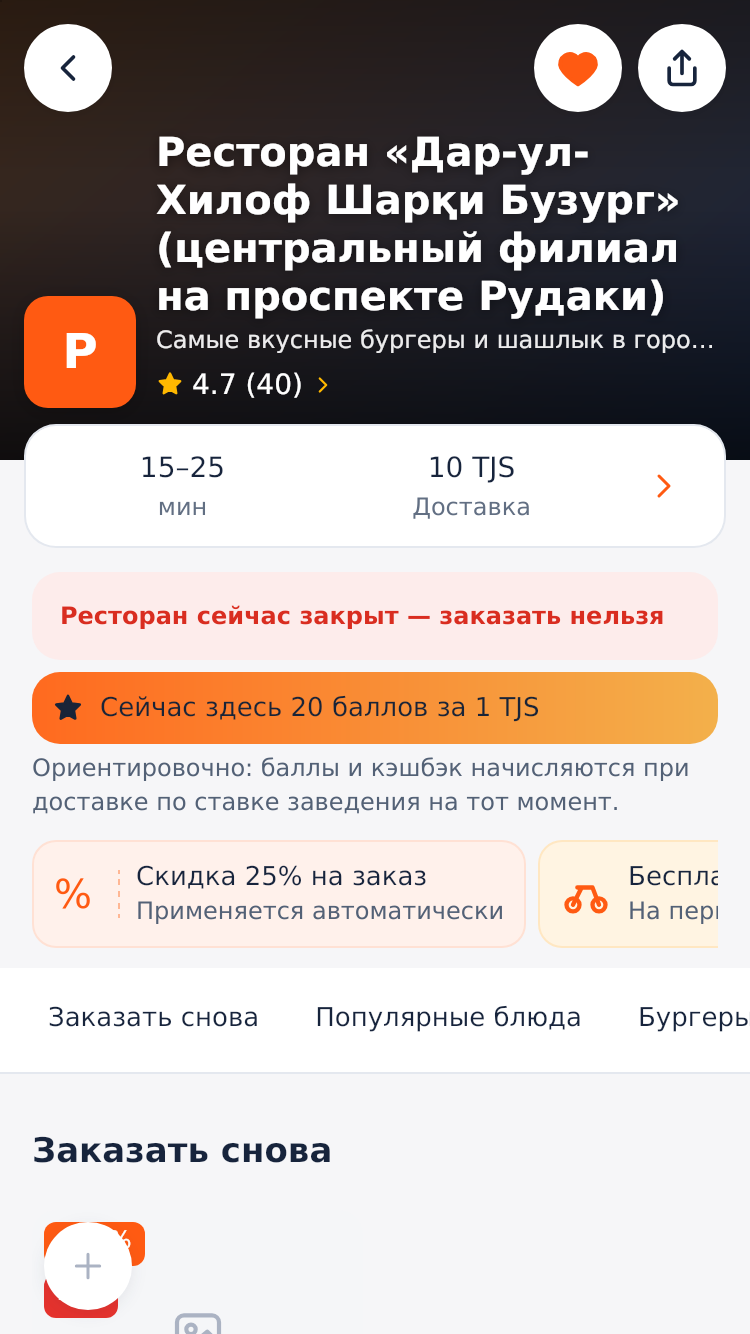 Ресторан «Дар-ул-
Хилоф Шарқи Бузург»
(центральный филиал
на проспекте Рудаки)
Р
Самые вкусные бургеры и шашлык в горо...
4.7 (40)
15–25
мин
10 TJS
Доставка
Ресторан сейчас закрыт — заказать нельзя
Сейчас здесь 20 баллов за 1 TJS
Ориентировочно: баллы и кэшбэк начисляются при
доставке по ставке заведения на тот момент.
%
Скидка 25% на заказ
Применяется автоматически
Заказать снова
Популярные блюда
Бургеры
Заказать снова
%